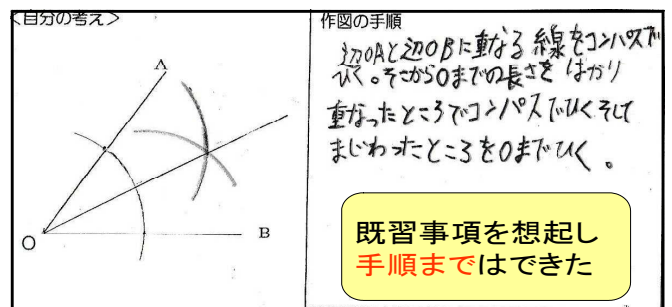 <自分の考え>
A
O
B
作図の手順
辺OAと辺OBに重なる線をコンパスで
ひく。そこから0までの長さをはかり
重なったところでコンパスでひくそして
まじわったところを0までひく。
既習事項を想起し
手順まではできた